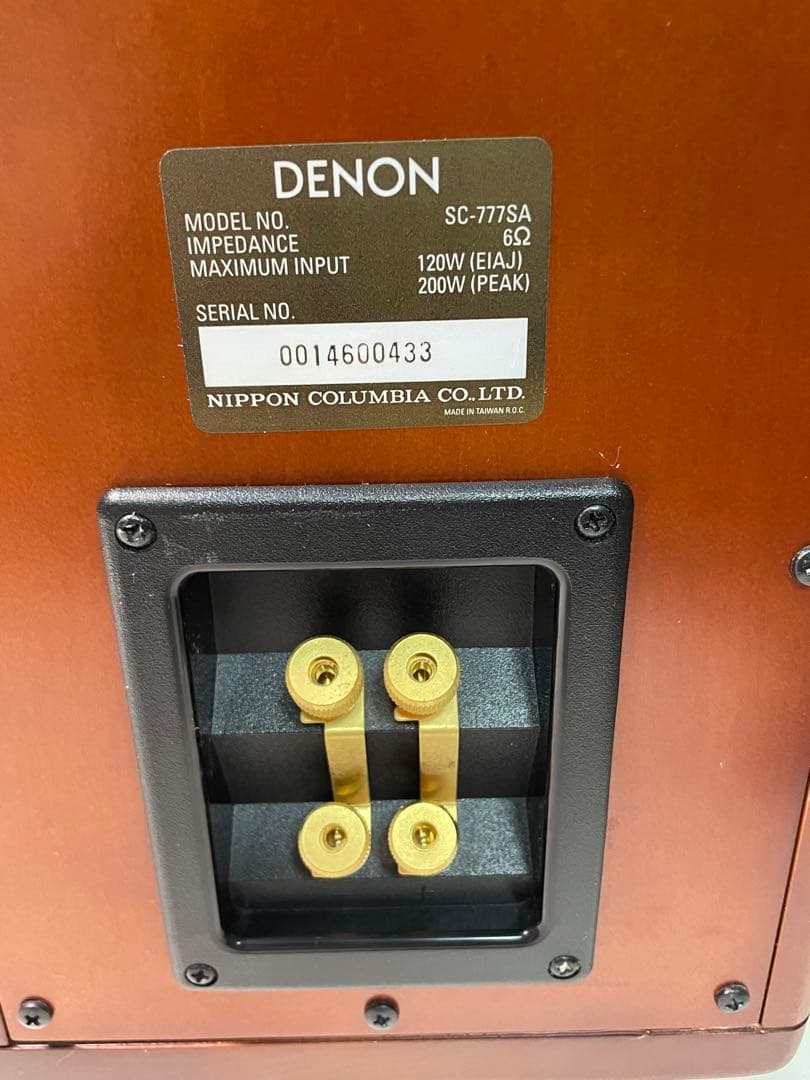 DENON
MODEL NO. SC-777SA
IMPEDANCE 6Ω
MAXIMUM INPUT 120W (EIAJ)
200W (PEAK)
SERIAL NO.
0014600433
NIPPON COLUMBIA CO.,LTD.
MADE IN TAIWAN R.O.C.